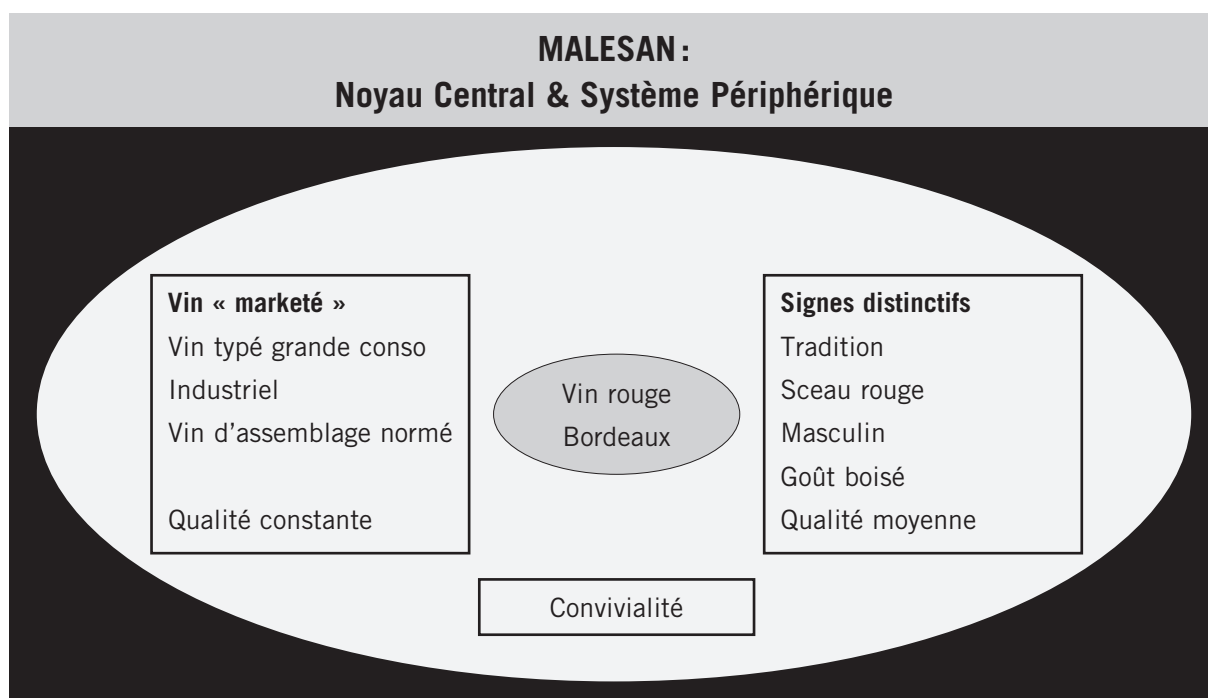 MALESAN :
Noyau Central & Système Périphérique
Vin « marketé »
Vin typé grande conso
Industriel
Vin d'assemblage normé
Qualité constante
Vin rouge
Bordeaux
Signes distinctifs
Tradition
Sceau rouge
Masculin
Goût boisé
Qualité moyenne
Convivialité